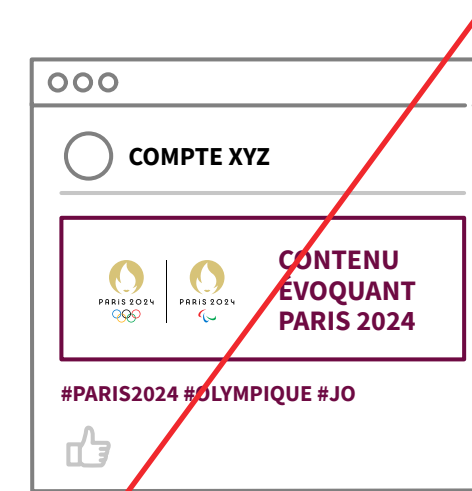 COMPTE XYZ
PARIS 2024
PARIS 2024
CONTENU
ÉVOQUANT
PARIS 2024
#PARIS2024 #OLYMPIQUE #JO